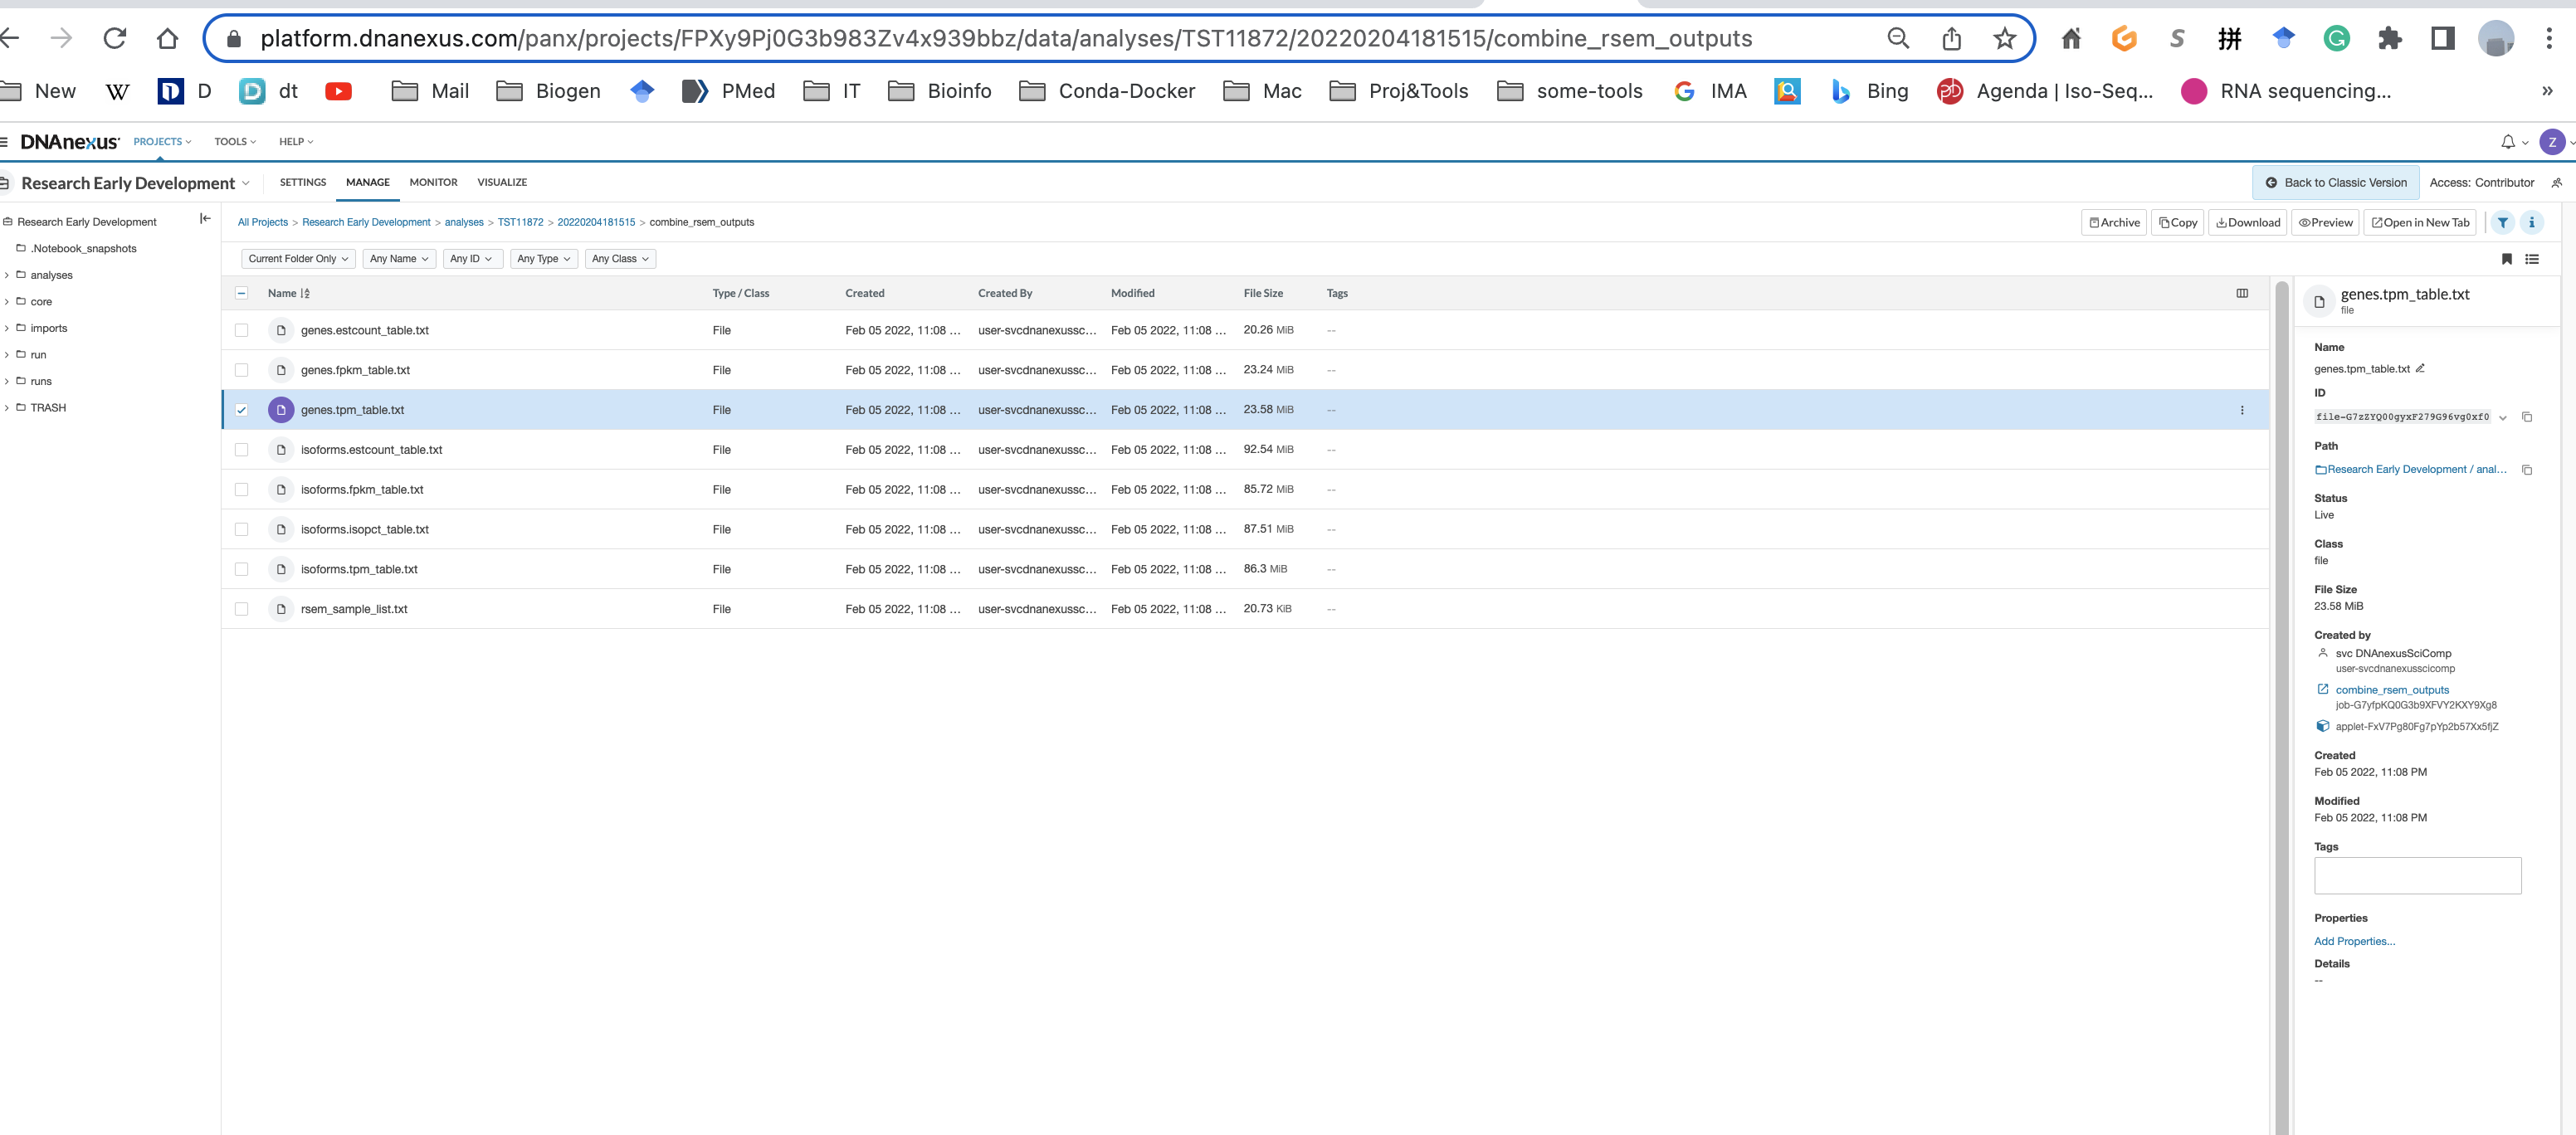 platform.dnanexus.com/panx/projects/FPXy9Pj0G3b983Zv4x939bbz/data/analyses/TST11872/20220204181515/combine_rsem_outputs
New W D dt Mail Biogen PMed IT Bioinfo Conda-Docker Mac Proj&Tools some-tools IMA Bing Agenda | Iso-Seq... RNA sequencing... »
DNAnexus PROJECTS TOOLS HELP Z
Research Early Development SETTINGS MANAGE MONITOR VISUALIZE Back to Classic Version Access: Contributor
Research Early Development
.Notebook_snapshots
analyses
core
imports
run
runs
TRASH
All Projects > Research Early Development > analyses > TST11872 > 20220204181515 > combine_rsem_outputs
Archive Copy Download Preview Open in New Tab
Current Folder Only Any Name Any ID Any Type Any Class
Name Type / Class Created Created By Modified File Size Tags
genes.estcount_table.txt File Feb 05 2022, 11:08 ... user-svcdnanexussc... Feb 05 2022, 11:08 ... 20.26 MiB --
genes.fpkm_table.txt File Feb 05 2022, 11:08 ... user-svcdnanexussc... Feb 05 2022, 11:08 ... 23.24 MiB --
genes.tpm_table.txt File Feb 05 2022, 11:08 ... user-svcdnanexussc... Feb 05 2022, 11:08 ... 23.58 MiB --
isoforms.estcount_table.txt File Feb 05 2022, 11:08 ... user-svcdnanexussc... Feb 05 2022, 11:08 ... 92.54 MiB --
isoforms.fpkm_table.txt File Feb 05 2022, 11:08 ... user-svcdnanexussc... Feb 05 2022, 11:08 ... 85.72 MiB --
isoforms.isopct_table.txt File Feb 05 2022, 11:08 ... user-svcdnanexussc... Feb 05 2022, 11:08 ... 87.51 MiB --
isoforms.tpm_table.txt File Feb 05 2022, 11:08 ... user-svcdnanexussc... Feb 05 2022, 11:08 ... 86.3 MiB --
rsem_sample_list.txt File Feb 05 2022, 11:08 ... user-svcdnanexussc... Feb 05 2022, 11:08 ... 20.73 KiB --
genes.tpm_table.txt
file
Name
genes.tpm_table.txt
ID
file-G7zZYQ00gyxF279G96vg0xf0
Path
Research Early Development / anal...
Status
Live
Class
file
File Size
23.58 MiB
Created by
svc DNAnexusSciComp
user-svcdnanexusscicomp
combine_rsem_outputs
job-G7yfpKQ0G3b9XFVY2KXY9Xg8
applet-FxV7Pg80Fg7pYp2b57Xx5fjZ
Created
Feb 05 2022, 11:08 PM
Modified
Feb 05 2022, 11:08 PM
Tags
Properties
Add Properties...
Details
--